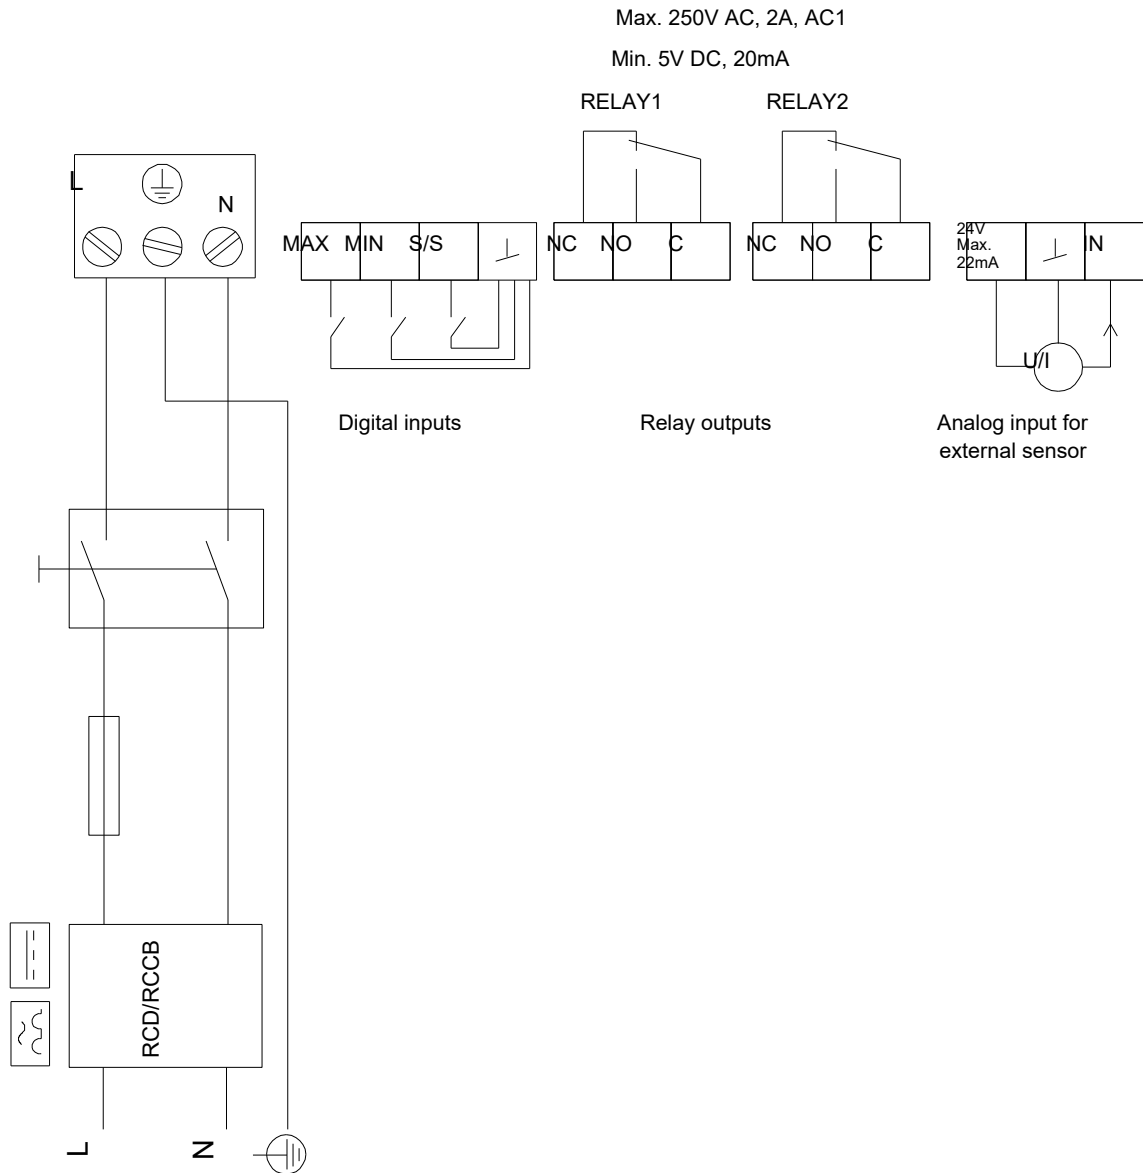 Max. 250V AC, 2A, AC1
Min. 5V DC, 20mA
RELAY1 RELAY2
L
N
MAX MIN S/S NC NO C NC NO C 24V IN
Max.
22mA
U/I
Digital inputs Relay outputs Analog input for
external sensor
RCD/RCCB
L N